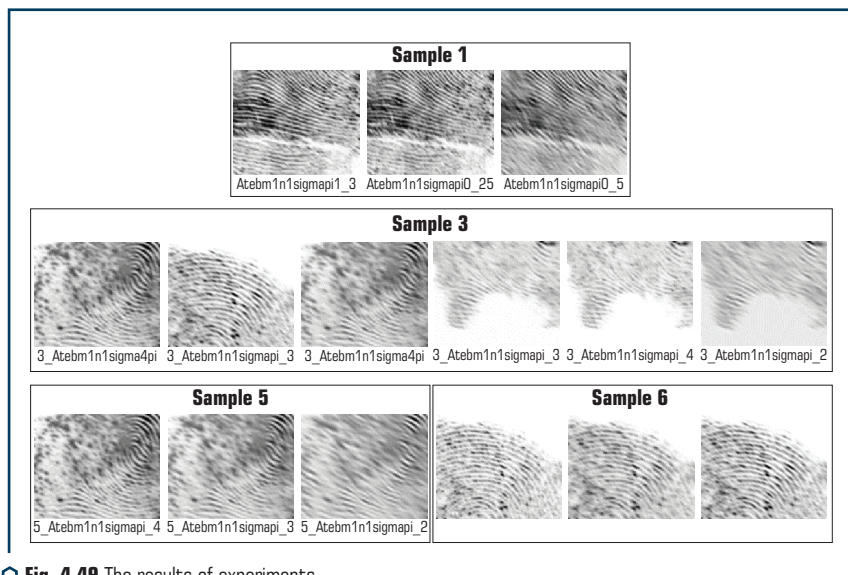 Sample 1
Atebm1n1sigmapi1_3 Atebm1n1sigmapi0_25 Atebm1n1sigmapi0_5
Sample 3
3_Atebm1n1sigma4pi 3_Atebm1n1sigmapi_3 3_Atebm1n1sigma4pi 3_Atebm1n1sigmapi_3 3_Atebm1n1sigmapi_4 3_Atebm1n1sigmapi_2
Sample 5 Sample 6
5_Atebm1n1sigmapi_4 5_Atebm1n1sigmapi_3 5_Atebm1n1sigmapi_2
Fig. 4.49 The results of experiments